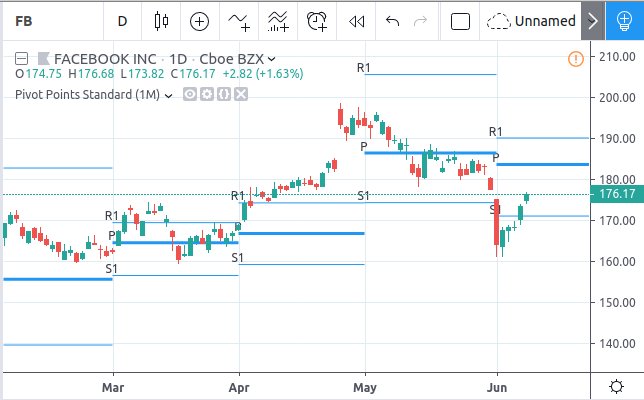 FB D Unnamed
FACEBOOK INC · 1D · Cboe BZX
O174.75 H176.68 L173.82 C176.17 +2.82 (+1.63%)
Pivot Points Standard (1M)
210.00
200.00
190.00
180.00
176.17
170.00
160.00
150.00
140.00
R1
P
S1
R1
P
S1
R1
P
S1
R1
P
S1
Mar Apr May Jun